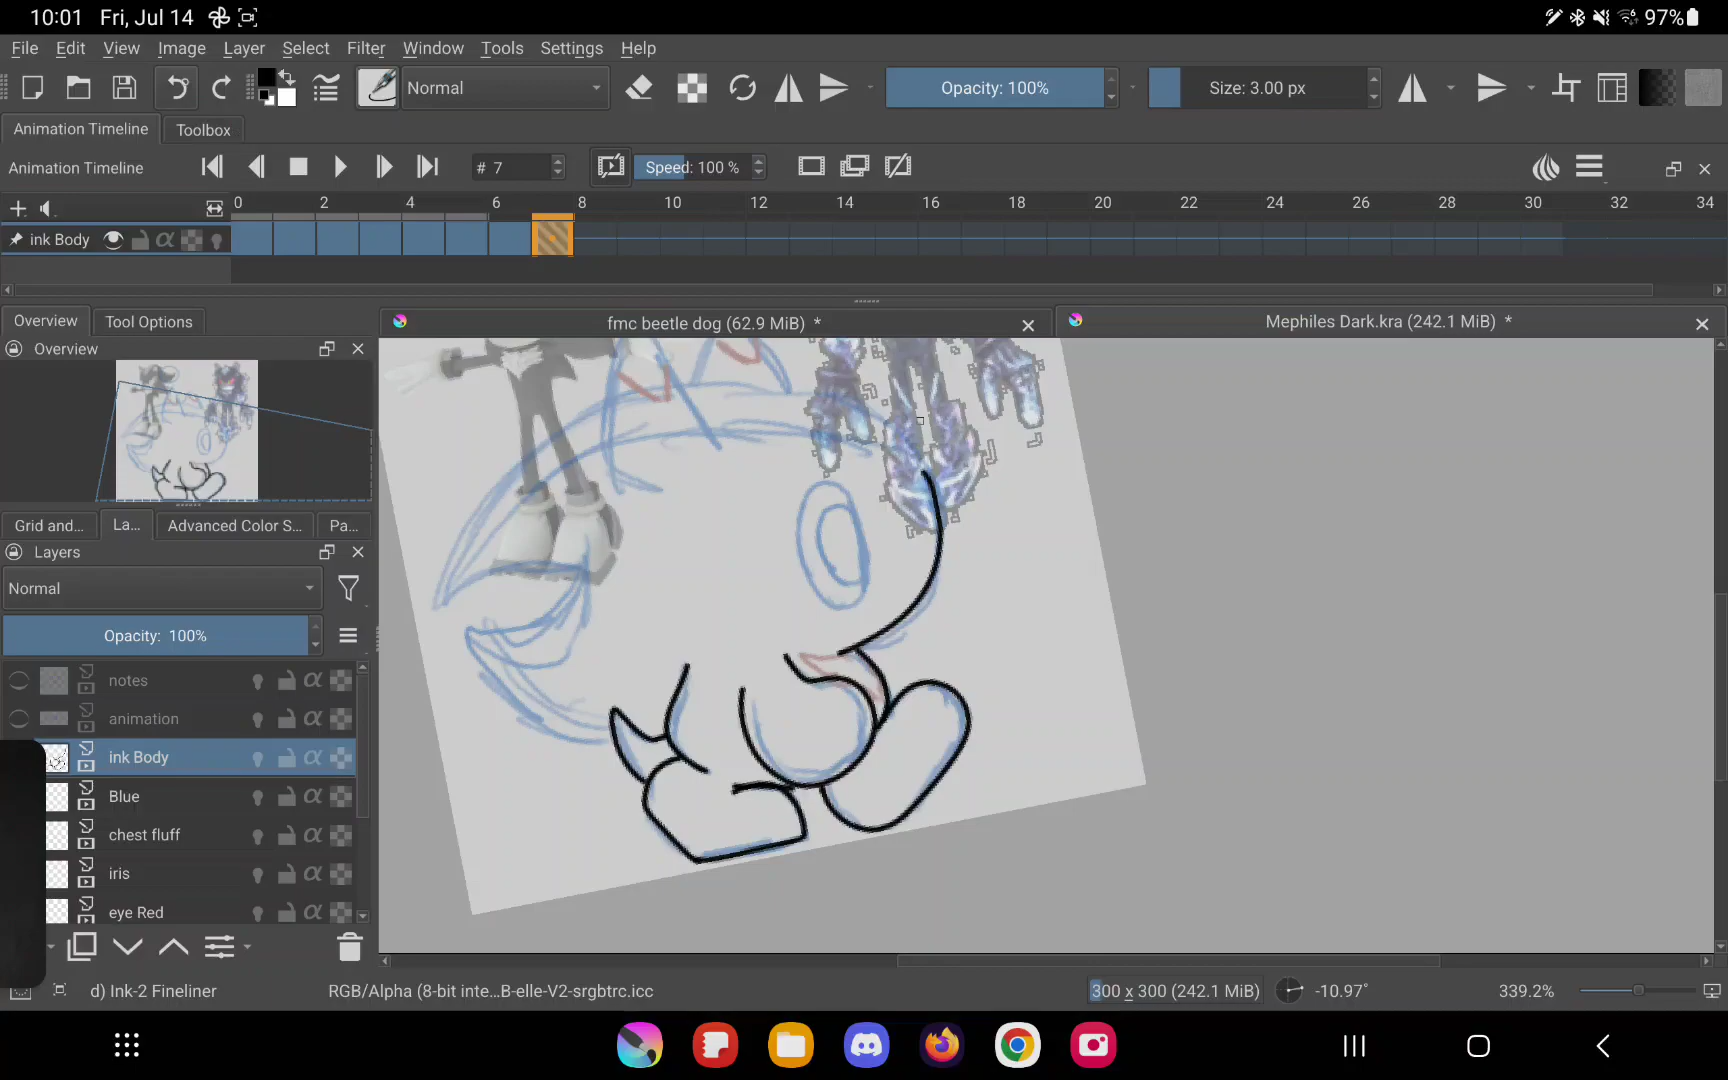 10:01 Fri, Jul 14 97%
File Edit View Image Layer Select Filter Window Tools Settings Help
Normal Opacity: 100% Size: 3.00 px
Animation Timeline Toolbox
Animation Timeline # 7 Speed: 100 %
0 2 4 6 8 10 12 14 16 18 20 22 24 26 28 30 32 34
ink Body
Overview Tool Options fmc beetle dog (62.9 MiB) * Mephiles Dark.kra (242.1 MiB) *
Overview
Grid and... La... Advanced Color S... Pa...
Layers
Normal
Opacity: 100%
notes
animation
ink Body
Blue
chest fluff
iris
eye Red
d) Ink-2 Fineliner RGB/Alpha (8-bit inte...B-elle-V2-srgbtrc.icc 300 x 300 (242.1 MiB) -10.97° 339.2%